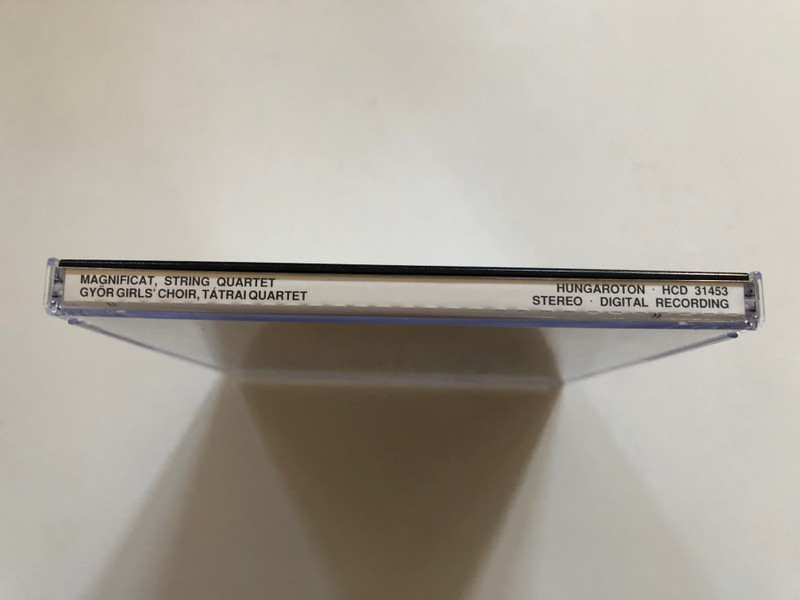 MAGNIFICAT, STRING QUARTET
GYŐR GIRLS' CHOIR, TÁTRAI QUARTET
HUNGAROTON · HCD 31453
STEREO · DIGITAL RECORDING